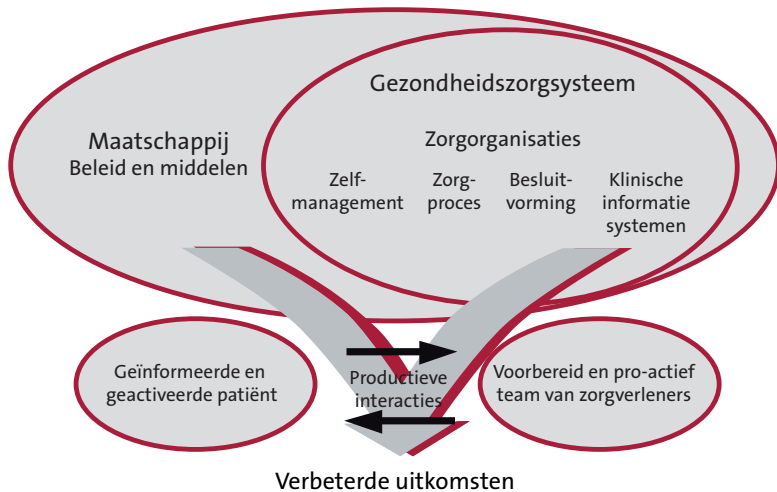 Gezondheidszorgsysteem
Maatschappij
Beleid en middelen
Zorgorganisaties
Zelf-
management
Zorg-
proces
Besluit-
vorming
Klinische
informatie
systemen
Geïnformeerde en
geactiveerde patiënt
Productieve
interacties
Voorbereid en pro-actief
team van zorgverleners
Verbeterde uitkomsten